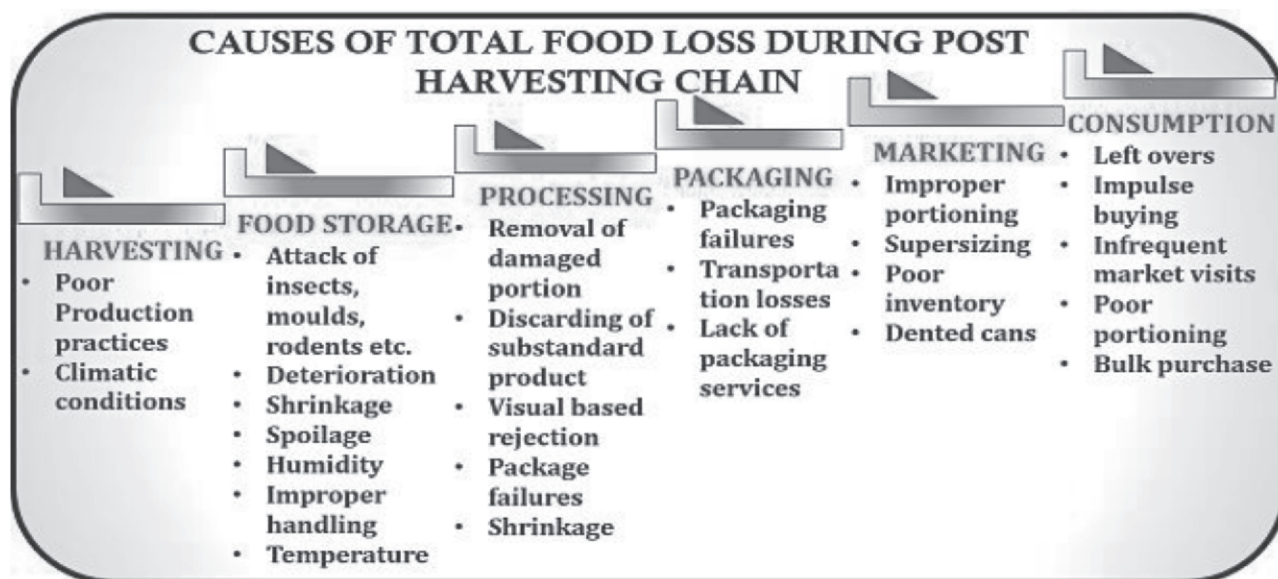 CAUSES OF TOTAL FOOD LOSS DURING POST
HARVESTING CHAIN
HARVESTING
• Poor
Production
practices
• Climatic
conditions
FOOD STORAGE
• Attack of
insects,
moulds,
rodents etc.
• Deterioration
• Shrinkage
• Spoilage
• Humidity
• Improper
handling
• Temperature
PROCESSING
• Removal of
damaged
portion
• Discarding of
substandard
product
• Visual based
rejection
• Package
failures
• Shrinkage
PACKAGING
• Packaging
failures
• Transporta
tion losses
• Lack of
packaging
services
MARKETING
• Improper
portioning
• Supersizing
• Poor
inventory
• Dented cans
CONSUMPTION
• Left overs
• Impulse
buying
• Infrequent
market visits
• Poor
portioning
• Bulk purchase